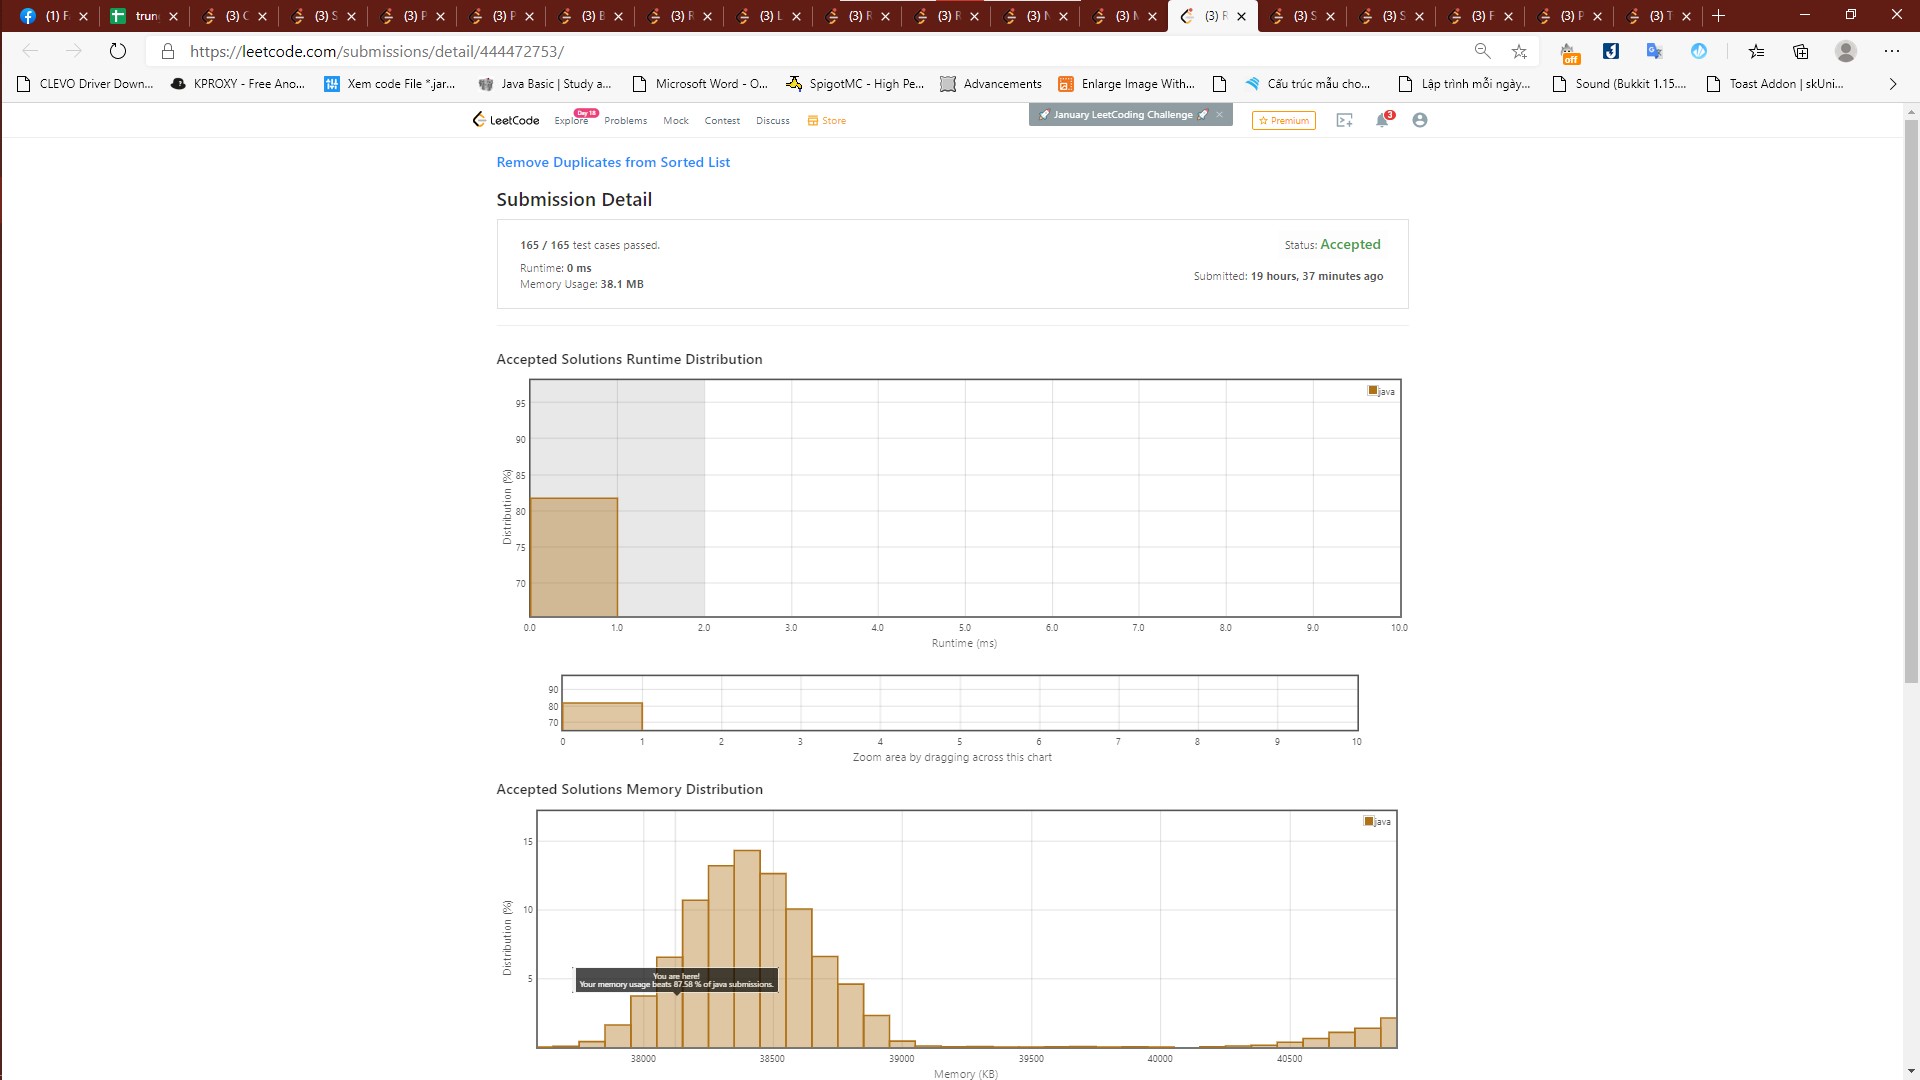 (1) F
trun
(3) C
(3) S
(3) P
(3) P
(3) B
(3) R
(3) L
(3) R
(3) R
(3) N
(3) M
(3) R
(3) S
(3) S
(3) F
(3) P
(3) T
https://leetcode.com/submissions/detail/444472753/
off
CLEVO Driver Down...
KPROXY - Free Ano...
Xem code File *.jar...
Java Basic | Study a...
Microsoft Word - O...
SpigotMC - High Pe...
Advancements
Enlarge Image With...
Cấu trúc mẫu cho...
Lập trình mỗi ngày...
Sound (Bukkit 1.15....
Toast Addon | skUni...
LeetCode
Explore
Day 18
Problems
Mock
Contest
Discuss
Store
January LeetCoding Challenge
Premium
3
Remove Duplicates from Sorted List
Submission Detail
165 / 165 test cases passed.
Status: Accepted
Runtime: 0 ms
Submitted: 19 hours, 37 minutes ago
Memory Usage: 38.1 MB
Accepted Solutions Runtime Distribution
java
95
90
85
80
75
70
Distribution (%)
0.0 1.0 2.0 3.0 4.0 5.0 6.0 7.0 8.0 9.0 10.0
Runtime (ms)
90
80
70
0 1 2 3 4 5 6 7 8 9 10
Zoom area by dragging across this chart
Accepted Solutions Memory Distribution
java
15
10
5
Distribution (%)
You are here!
Your memory usage beats 87.58 % of java submissions.
38000 38500 39000 39500 40000 40500
Memory (KB)